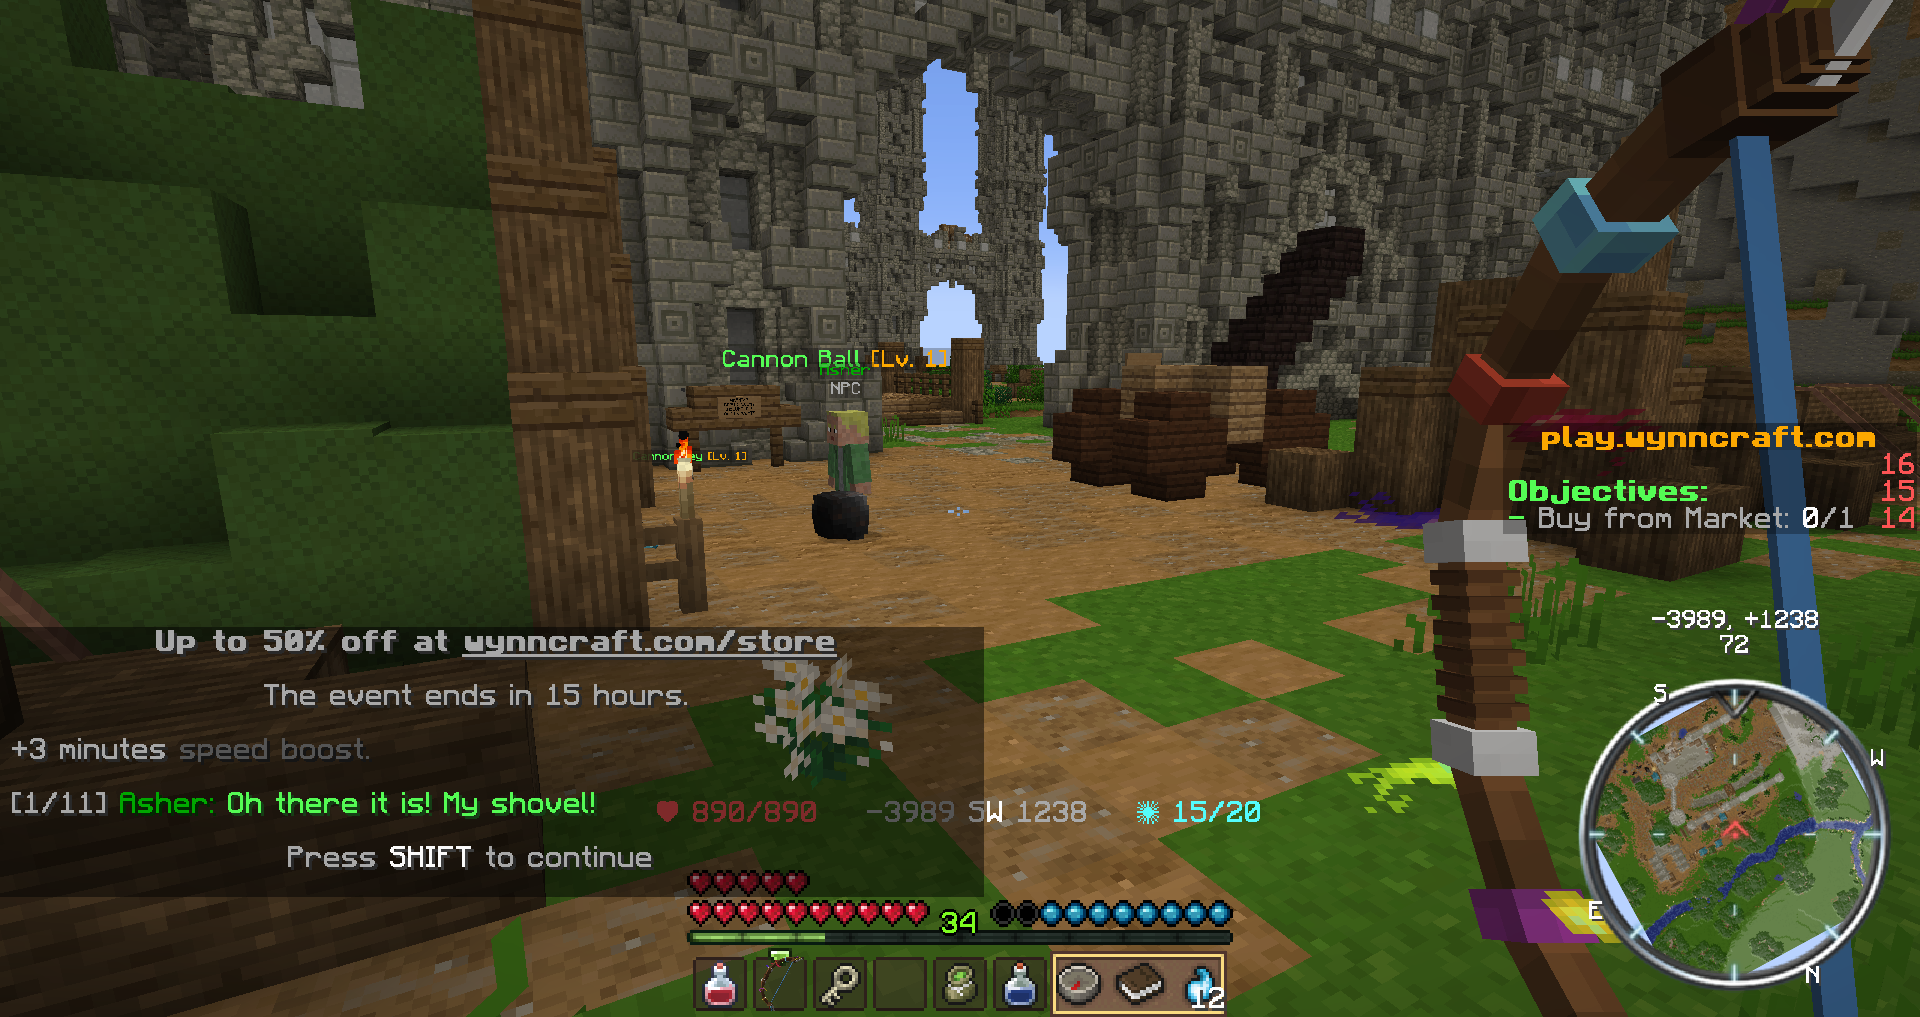 Cannon Ball [Lv. 1]
Asher
NPC
[Lv. 1]
play.wynncraft.com
16
Objectives:
15
- Buy from Market: 0/1
14
-3989, +1238
72
S
W
E
N
Up to 50% off at wynncraft.com/store
The event ends in 15 hours.
+3 minutes speed boost.
[1/11] Asher: Oh there it is! My shovel!
Press SHIFT to continue
890/890
-3989 SW 1238
15/20
34
12